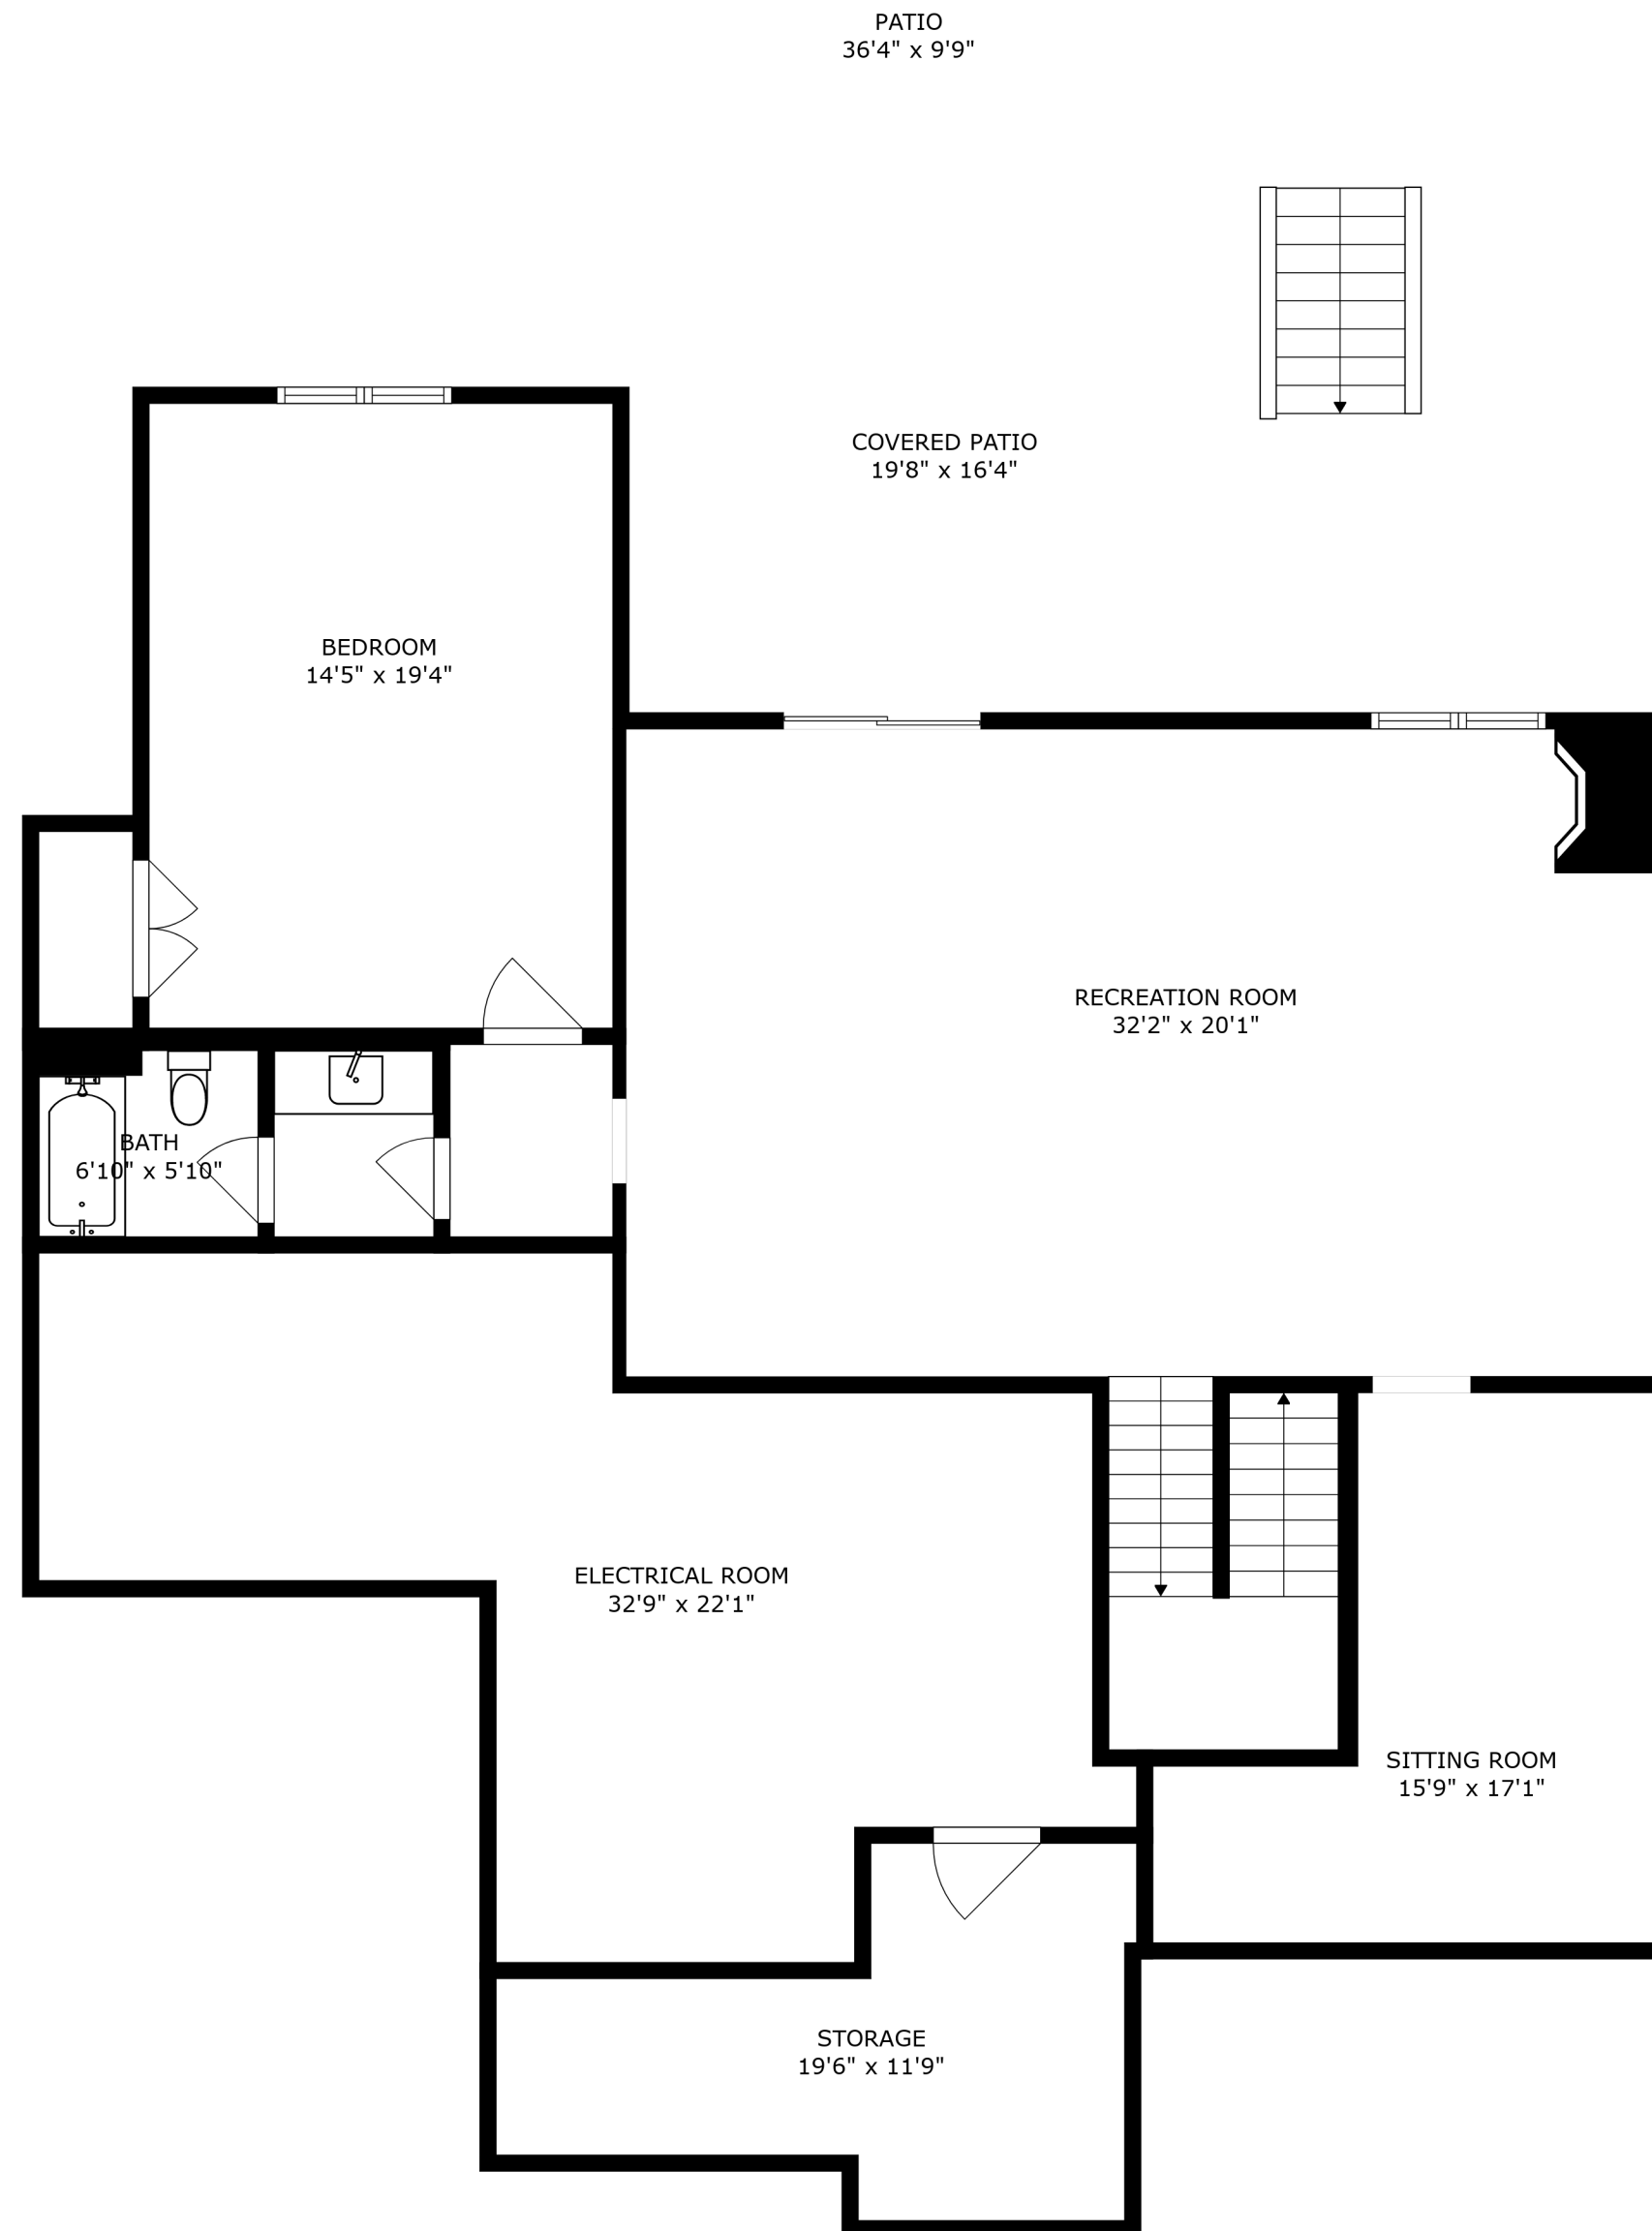 PATIO
36'4" x 9'9"
COVERED PATIO
19'8" x 16'4"
BEDROOM
14'5" x 19'4"
RECREATION ROOM
32'2" x 20'1"
BATH
6'10" x 5'10"
ELECTRICAL ROOM
32'9" x 22'1"
SITTING ROOM
15'9" x 17'1"
STORAGE
19'6" x 11'9"